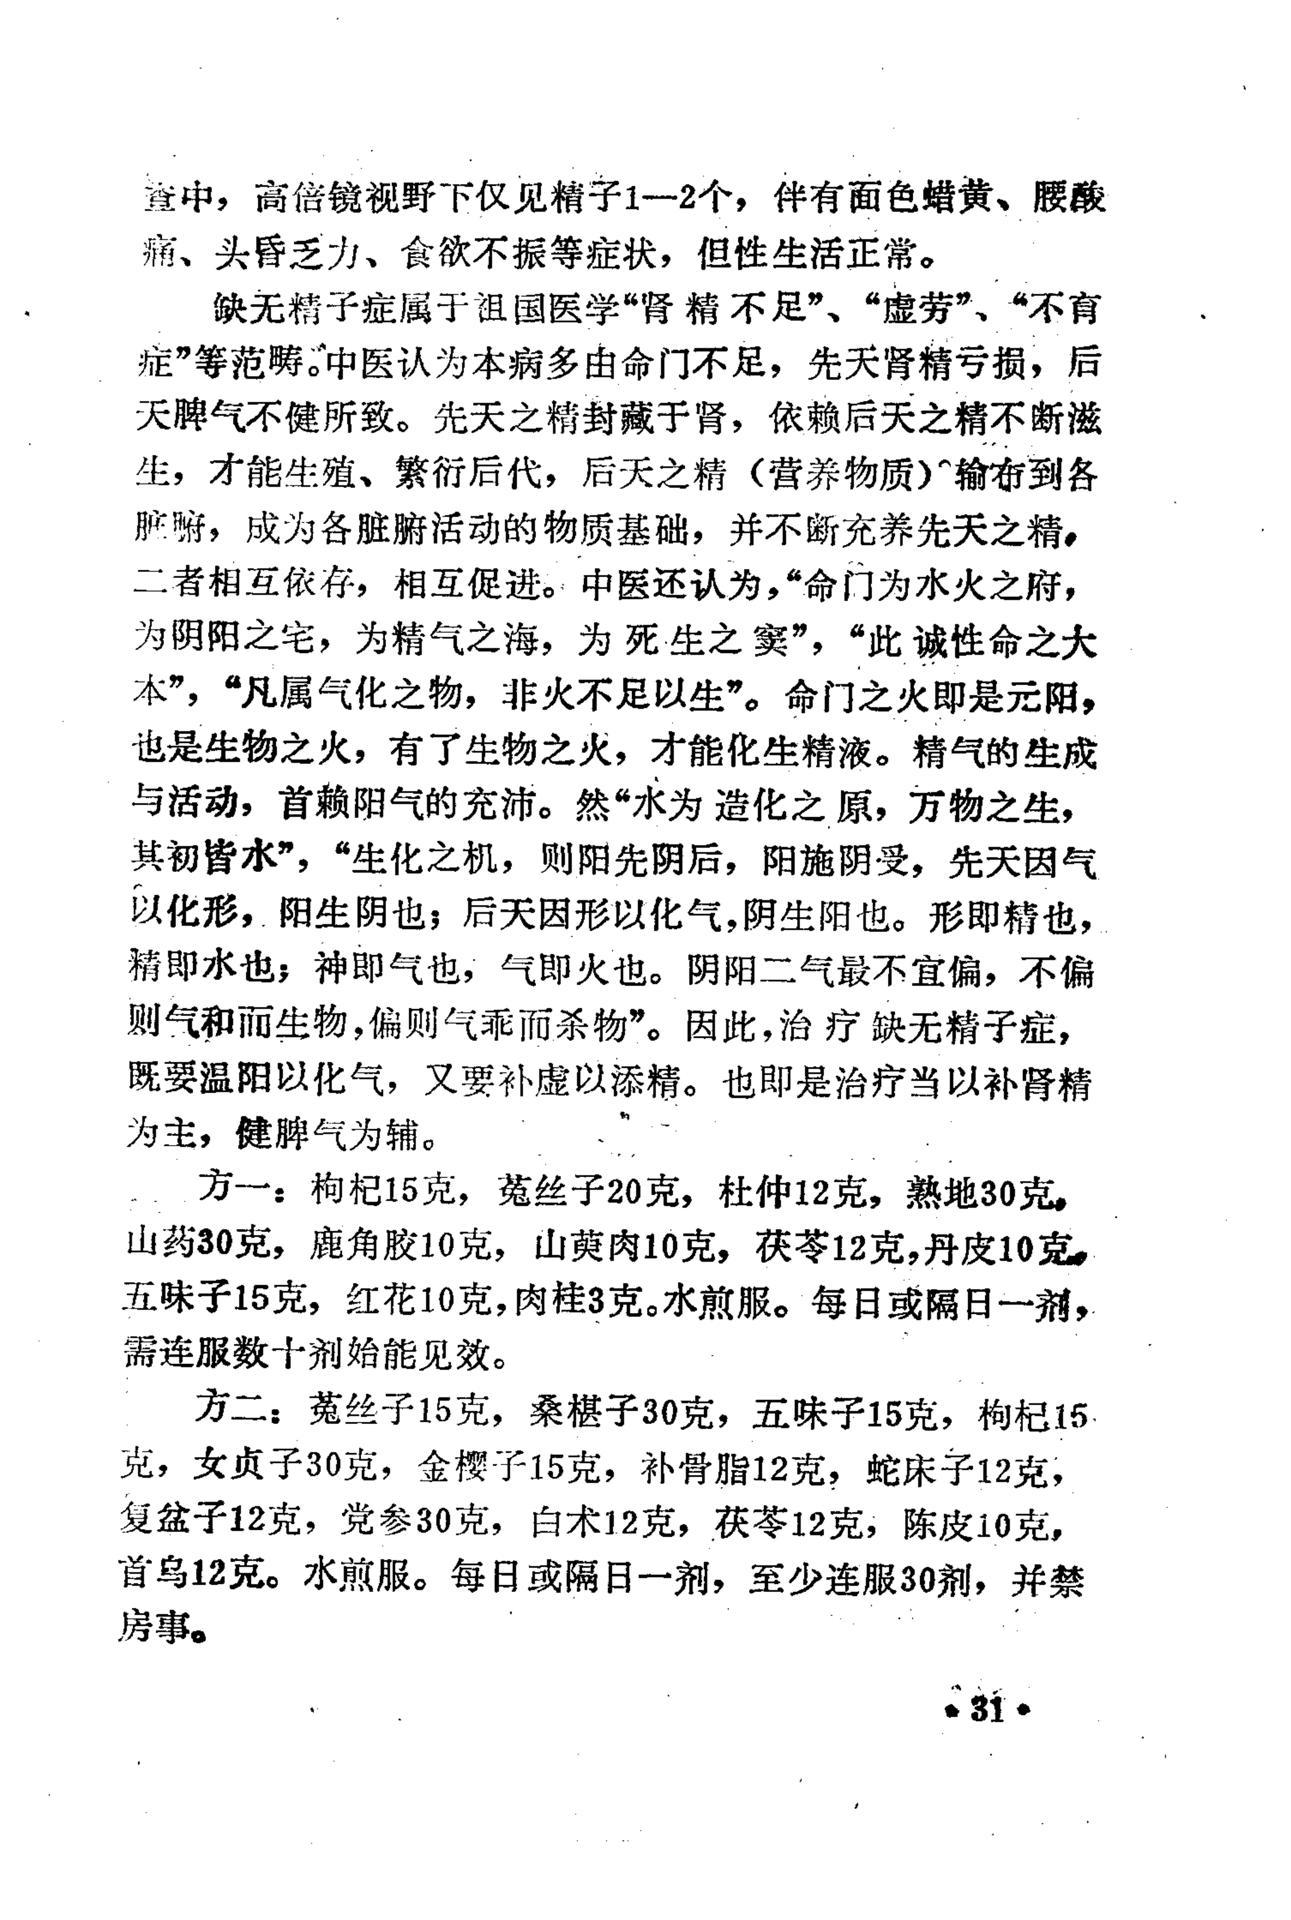 查中，高倍镜视野下仅见精子1—2个，伴有面色蜡黄、腰酸
痛、头昏乏力、食欲不振等症状，但性生活正常。
缺无精子症属于祖国医学“肾精不足”、“虚劳”、“不育
症”等范畴。中医认为本病多由命门不足，先天肾精亏损，后
天脾气不健所致。先天之精封藏于肾，依赖后天之精不断滋
生，才能生殖、繁衍后代，后天之精（营养物质）输布到各
脏腑，成为各脏腑活动的物质基础，并不断充养先天之精，
二者相互依存，相互促进。中医还认为，“命门为水火之府，
为阴阳之宅，为精气之海，为死生之窦”，“此诚性命之大
本”，“凡属气化之物，非火不足以生”。命门之火即是元阳，
也是生物之火，有了生物之火，才能化生精液。精气的生成
与活动，首赖阳气的充沛。然“水为造化之原，万物之生，
其初皆水”，“生化之机，则阳先阴后，阳施阴受，先天因气
以化形，阳生阴也；后天因形以化气，阴生阳也。形即精也，
精即水也；神即气也，气即火也。阴阳二气最不宜偏，不偏
则气和而生物，偏则气乖而杀物”。因此，治疗缺无精子症，
既要温阳以化气，又要补虚以添精。也即是治疗当以补肾精
为主，健脾气为辅。
方一：枸杞15克，菟丝子20克，杜仲12克，熟地30克，
山药30克，鹿角胶10克，山萸肉10克，茯苓12克，丹皮10克，
五味子15克，红花10克，肉桂3克。水煎服。每日或隔日一剂，
需连服数十剂始能见效。
方二：菟丝子15克，桑椹子30克，五味子15克，枸杞15
克，女贞子30克，金樱子15克，补骨脂12克，蛇床子12克，
复盆子12克，党参30克，白术12克，茯苓12克，陈皮10克，
首乌12克。水煎服。每日或隔日一剂，至少连服30剂，并禁
房事。
• 31 •